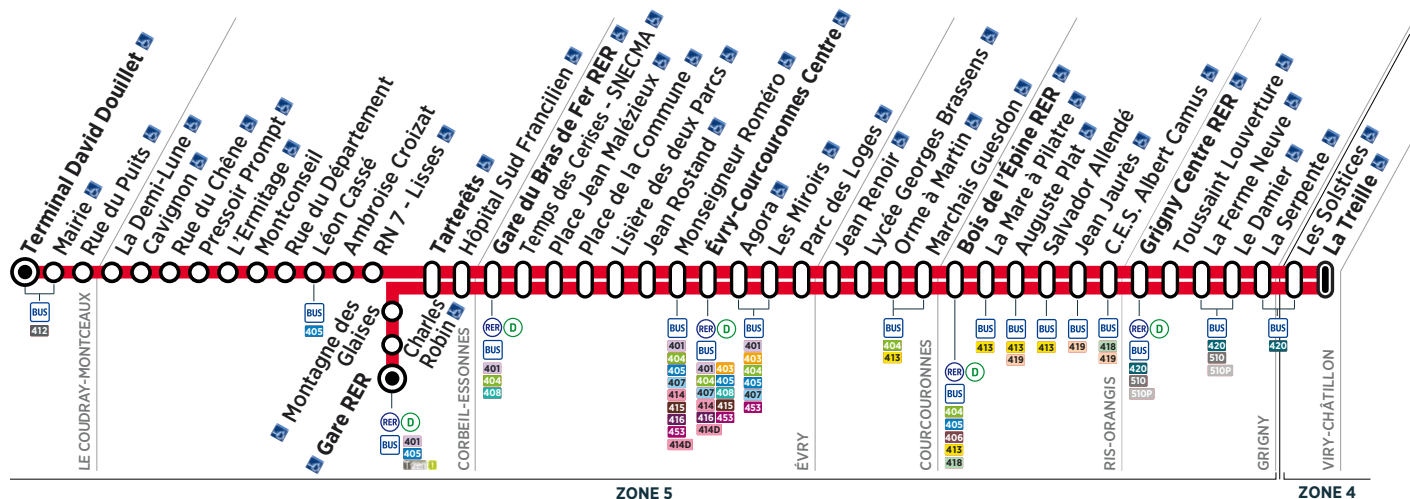 Terminal David Douillet
Mairie
Rue du Puits
La Demi-Lune
Cavignon
Rue du Chêne
Pressoir Prompt
L'Ermitage
Montconseil
Rue du Département
Léon Cassé
Ambroise Croizat
RN 7 - Lisses
Tarterêts
Hôpital Sud Francilien
Gare du Bras de Fer RER
Temps des Cerises - SNECMA
Place Jean Malézieux
Place de la Commune
Lisière des deux Parcs
Jean Rostand
Monseigneur Roméro
Évry-Courcouronnes Centre
Agora
Les Miroirs
Parc des Loges
Jean Renoir
Lycée Georges Brassens
Orme à Martin
Marchais Guesdon
Bois de l'Épine RER
La Mare à Pilatre
Auguste Plat
Salvador Allendé
Jean Jaurès
C.E.S. Albert Camus
Grigny Centre RER
Toussaint Louverture
La Ferme Neuve
Le Damier
La Serpente
Les Solstices
La Treille
Montagne des
Glaises
Charles
Robin
Gare RER
BUS
412
BUS
405
RER D
BUS 401
405
RER D
BUS
401
404
408
BUS
401
404
405
407
414
415
416
453
414D
RER D
BUS
401 403
404 405
407 408
414 415
416 453
414D
BUS
401
403
404
405
407
453
BUS
404
413
RER D
BUS
404
405
406
413
418
BUS
413
BUS
413
419
BUS
413
BUS
419
BUS
418
419
RER D
BUS
420
510
510P
BUS
420
510
510P
BUS
420
LE COUDRAY-MONTCEAUX
CORBEIL-ESSONNES
ÉVRY
COURCOURONNES
RIS-ORANGIS
GRIGNY
VIRY-CHÂTILLON
ZONE 5
ZONE 4